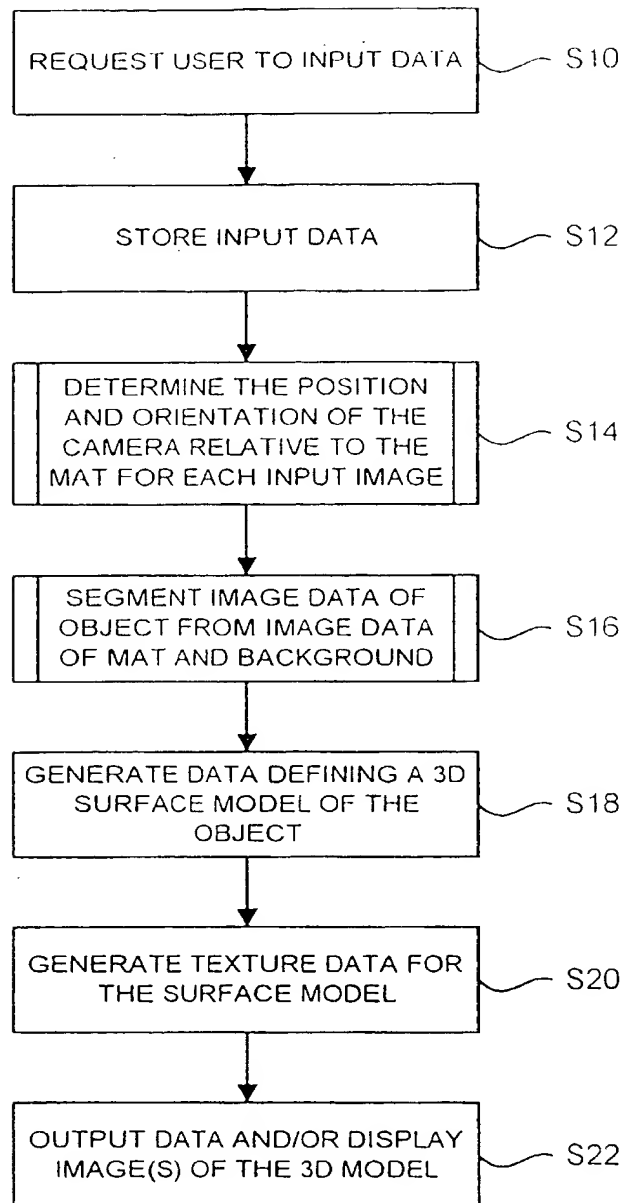 REQUEST USER TO INPUT DATA
S10
STORE INPUT DATA
S12
DETERMINE THE POSITION
AND ORIENTATION OF THE
CAMERA RELATIVE TO THE
MAT FOR EACH INPUT IMAGE
S14
SEGMENT IMAGE DATA OF
OBJECT FROM IMAGE DATA
OF MAT AND BACKGROUND
S16
GENERATE DATA DEFINING A 3D
SURFACE MODEL OF THE
OBJECT
S18
GENERATE TEXTURE DATA FOR
THE SURFACE MODEL
S20
OUTPUT DATA AND/OR DISPLAY
IMAGE(S) OF THE 3D MODEL
S22